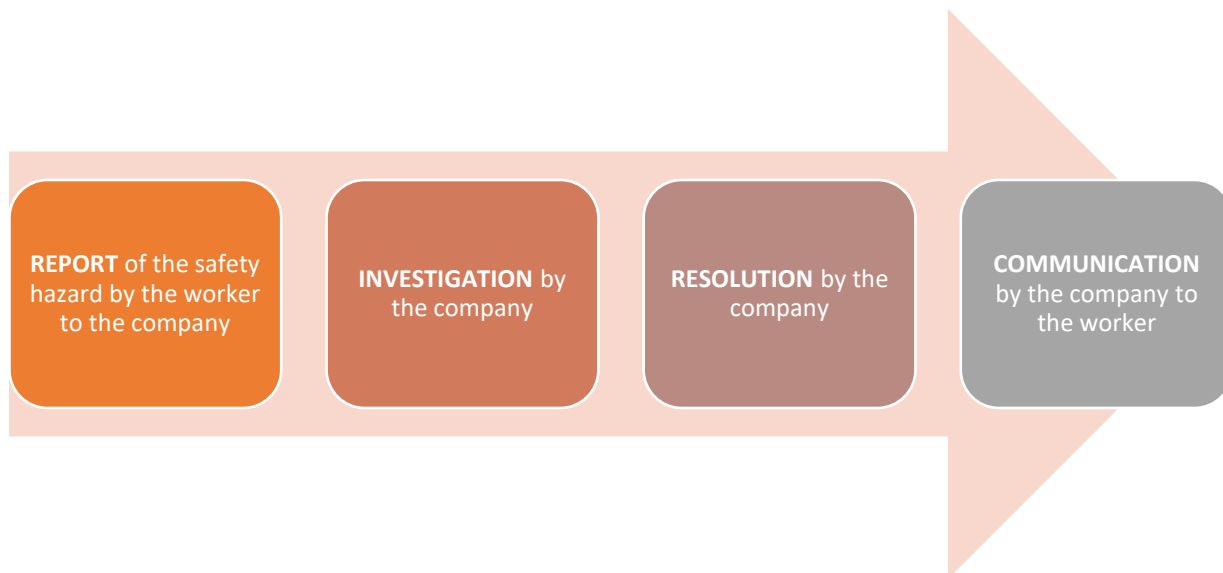 REPORT of the safety
hazard by the worker
to the company
INVESTIGATION by
the company
RESOLUTION by the
company
COMMUNICATION
by the company to
the worker